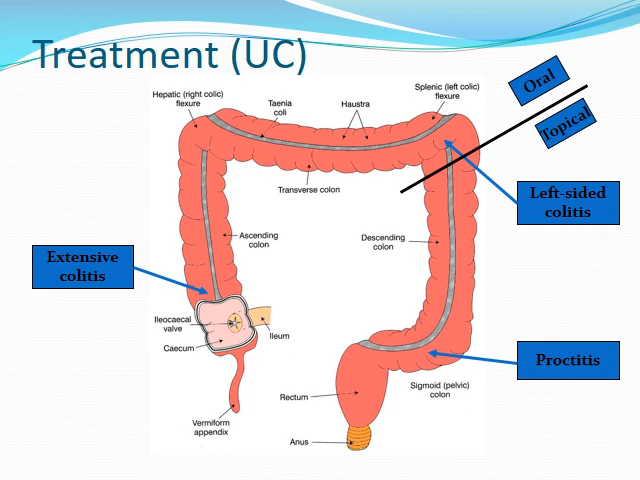 Treatment (UC)
Oral
Topical
Hepatic (right colic)
flexure
Taenia
coli
Haustra
Splenic (left colic)
flexure
Transverse colon
Left-sided
colitis
Ascending
colon
Descending
colon
Extensive
colitis
Ileocaecal
valve
Ileum
Caecum
Proctitis
Rectum
Sigmoid (pelvic)
colon
Vermiform
appendix
Anus